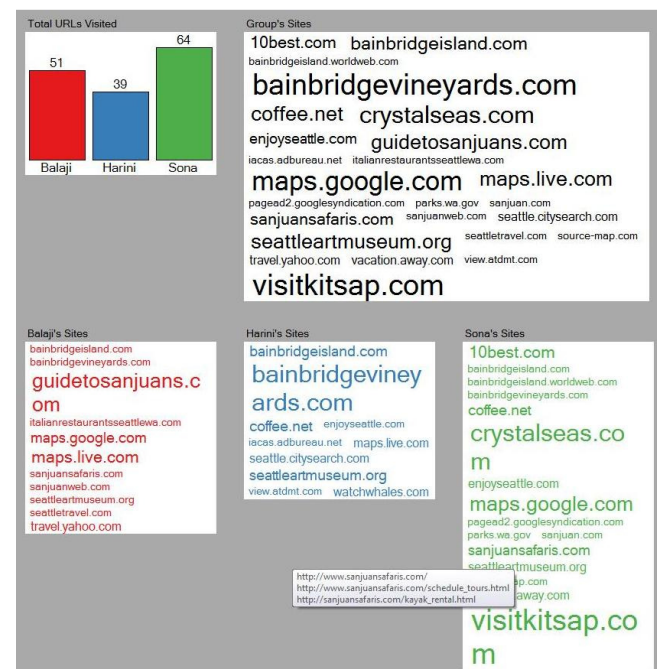 Total URLs Visited
51
39
64
Balaji
Harini
Sona
Group's Sites
10best.com bainbridgeisland.com
bainbridgeisland.worldweb.com
bainbridgevineyards.com
coffee.net crystalseas.com
enjoyseattle.com guidetosanjuans.com
iacas.adbureau.net italianrestaurantsseattlewa.com
maps.google.com maps.live.com
pagead2.googlesyndication.com parks.wa.gov sanjuan.com
sanjuansafaris.com sanjuanweb.com seattle.citysearch.com
seattleartmuseum.org seattletravel.com source-map.com
travel.yahoo.com vacation.away.com view.atdmt.com
visitkitsap.com
Balaji's Sites
bainbridgeisland.com
bainbridgevineyards.com
guidetosanjuans.c
om
italianrestaurantsseattlewa.com
maps.google.com
maps.live.com
sanjuansafaris.com
sanjuanweb.com
seattleartmuseum.org
seattletravel.com
travel.yahoo.com
Harini's Sites
bainbridgeisland.com
bainbridgeviney
ards.com
coffee.net enjoyseattle.com
iacas.adbureau.net maps.live.com
seattle.citysearch.com
seattleartmuseum.org
view.atdmt.com watchwhales.com
Sona's Sites
10best.com
bainbridgeisland.com
bainbridgeisland.worldweb.com
bainbridgevineyards.com
coffee.net
crystalseas.co
m
enjoyseattle.com
maps.google.com
pagead2.googlesyndication.com
parks.wa.gov sanjuan.com
sanjuansafaris.com
seattleartmuseum.org
sp.com
away.com
visitkitsap.co
m
http://www.sanjuansafaris.com/
http://www.sanjuansafaris.com/schedule_tours.html
http://sanjuansafaris.com/kayak_rental.html